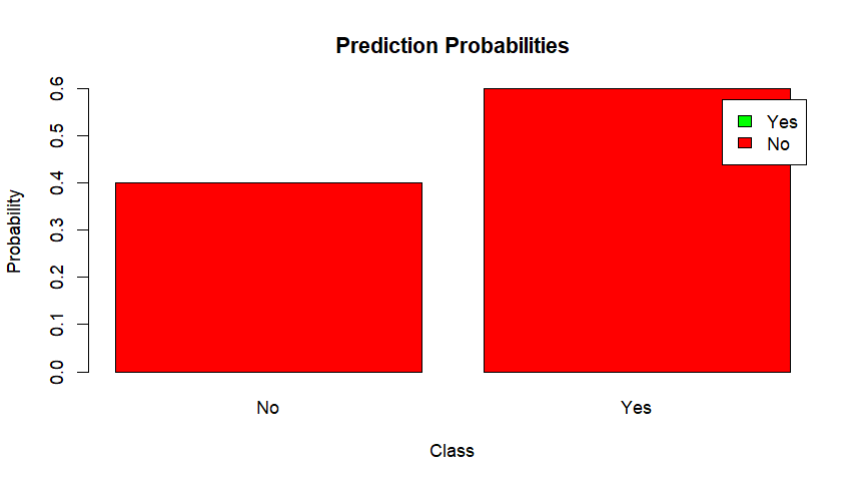 Prediction Probabilities
Probability
0.6
0.5
0.4
0.3
0.2
0.1
0.0
Yes
No
No
Yes
Class